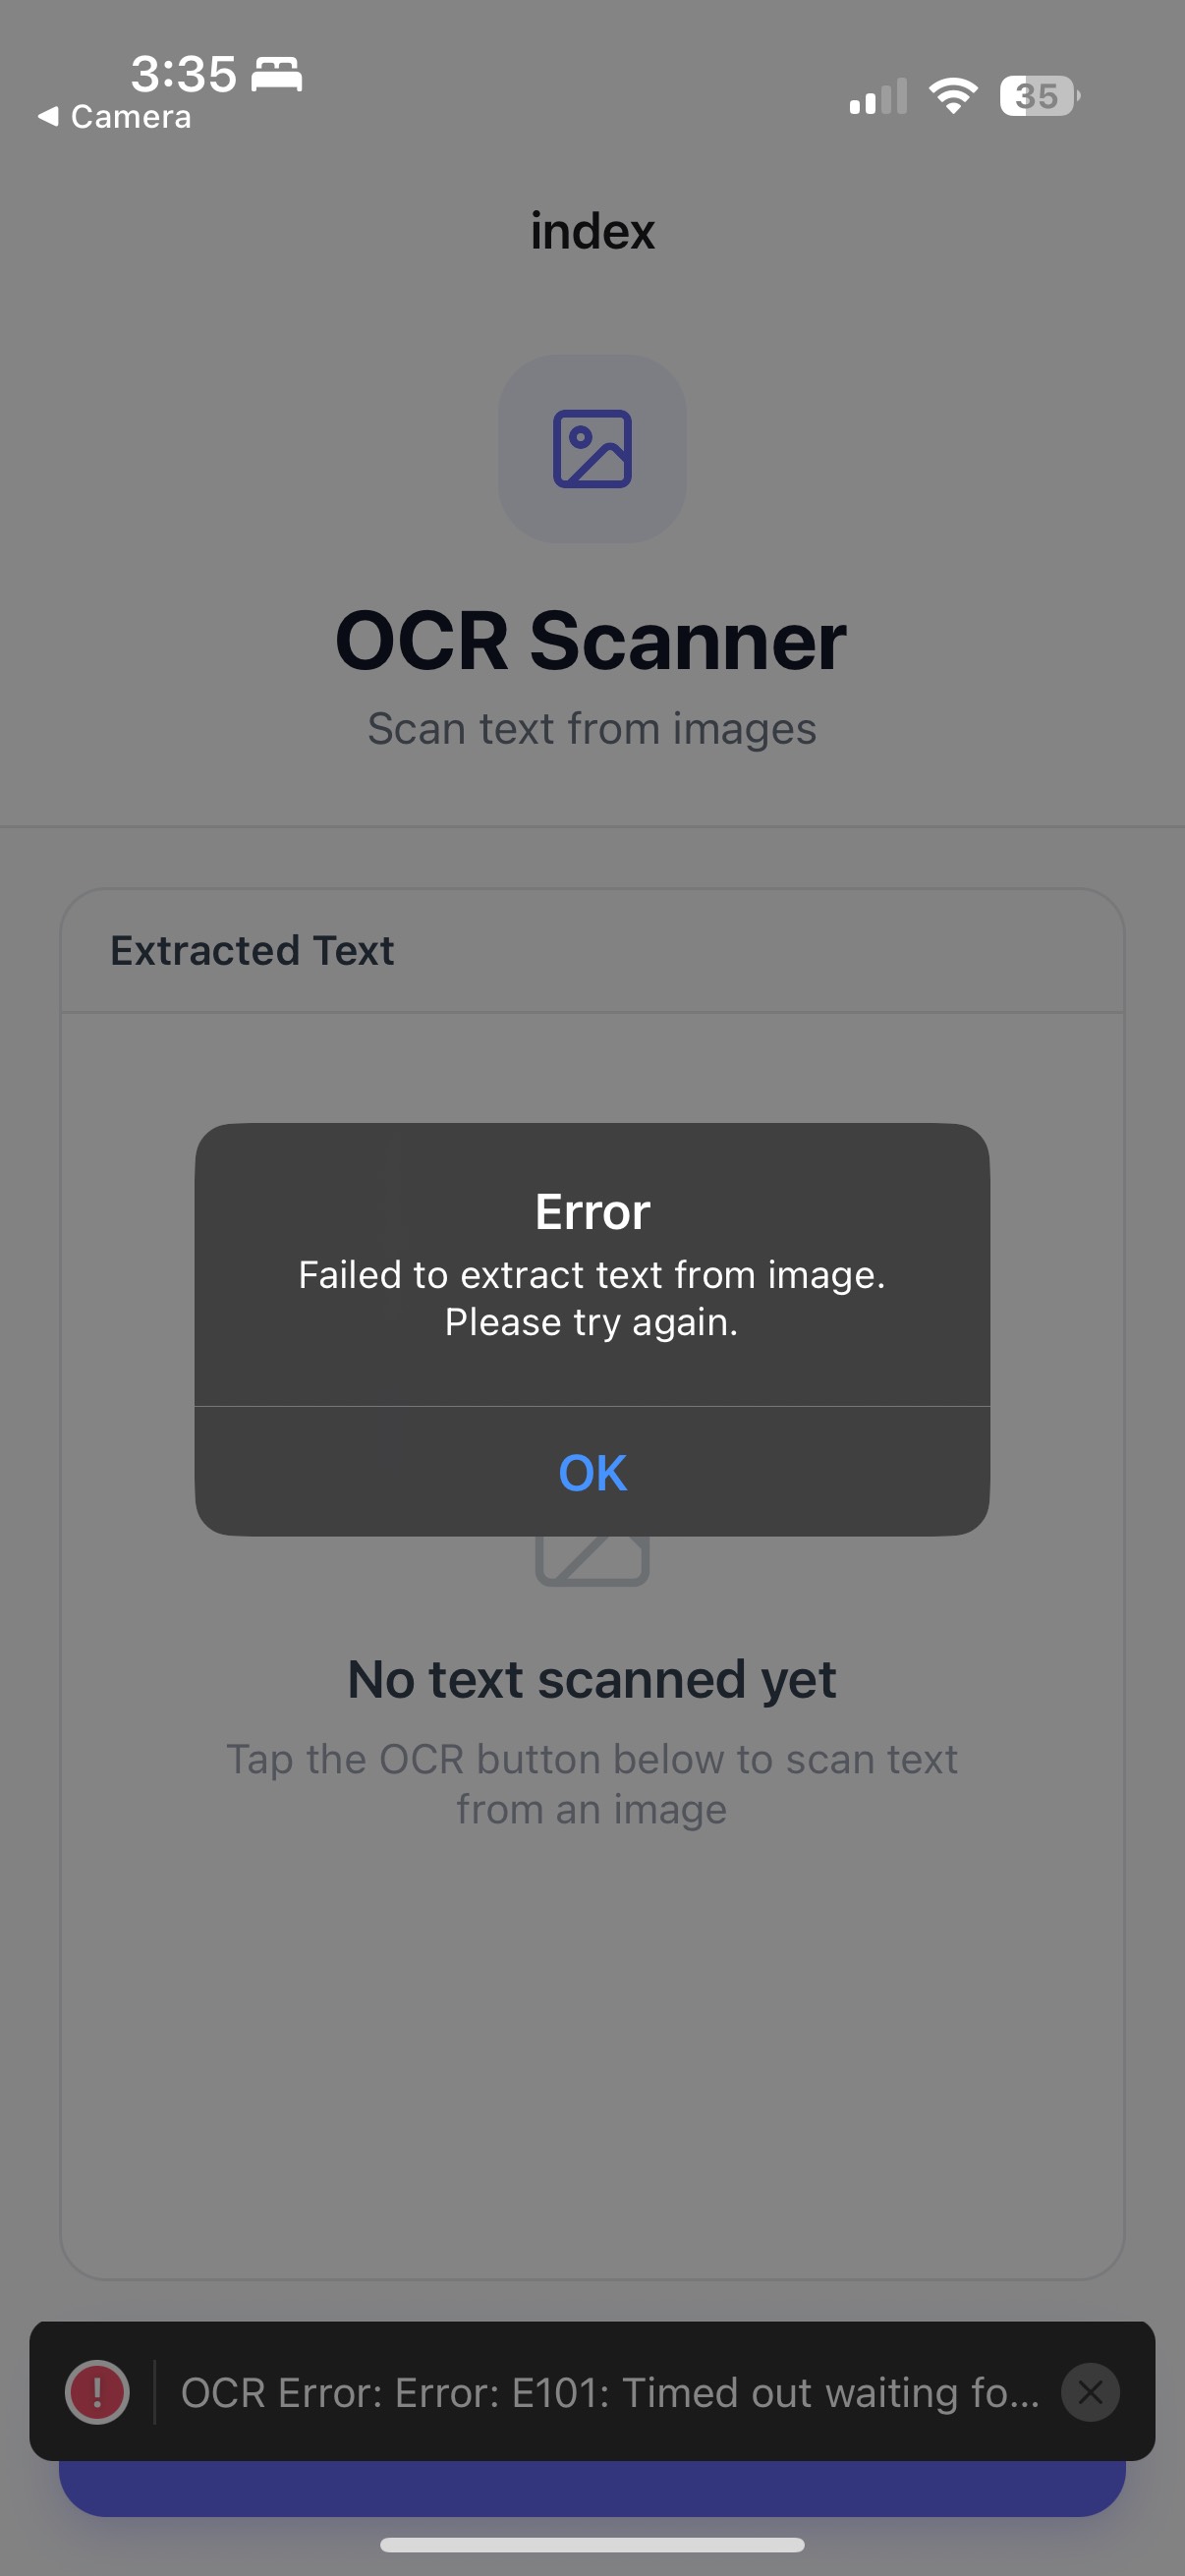 3:35
Camera
35
index
OCR Scanner
Scan text from images
Extracted Text
Error
Failed to extract text from image.
Please try again.
OK
No text scanned yet
Tap the OCR button below to scan text
from an image
! OCR Error: Error: E101: Timed out waiting fo...